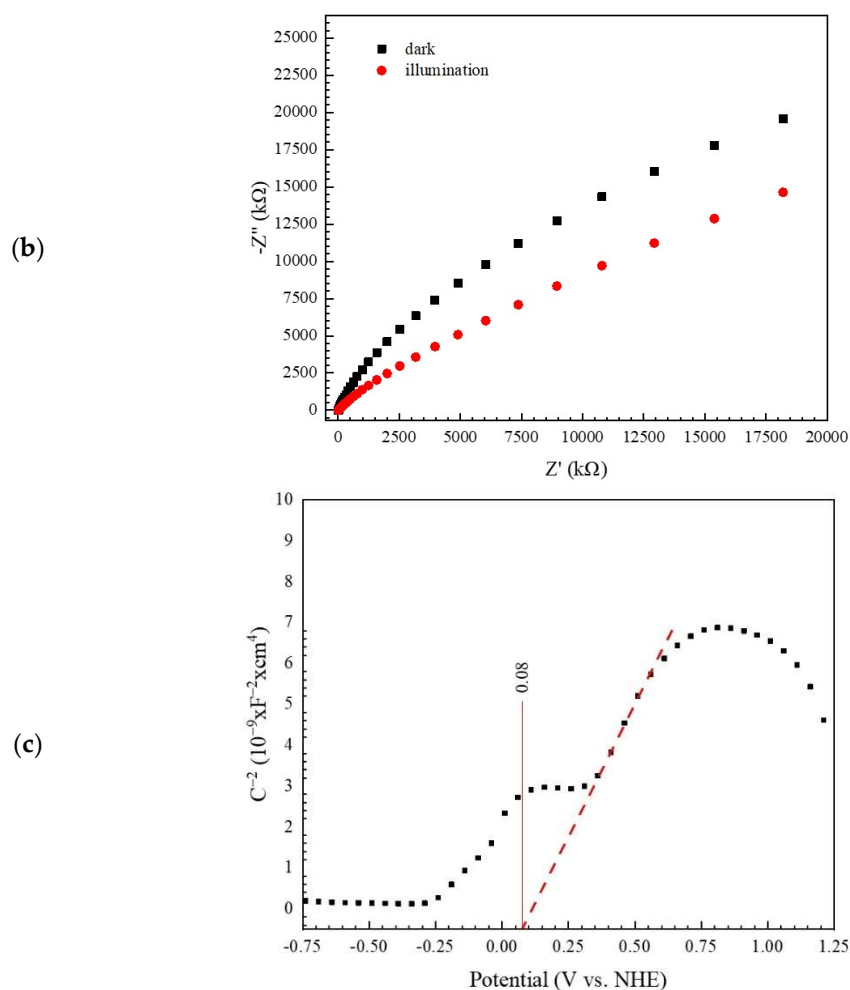 (b)
-Z'' (kΩ)
25000
22500
20000
17500
15000
12500
10000
7500
5000
2500
0
dark
illumination
0 2500 5000 7500 10000 12500 15000 17500 20000
Z' (kΩ)
(c)
C⁻² (10⁻⁹xF⁻²xcm⁴)
10
9
8
7
6
5
4
3
2
1
0
0.08
-0.75 -0.50 -0.25 0.00 0.25 0.50 0.75 1.00 1.25
Potential (V vs. NHE)